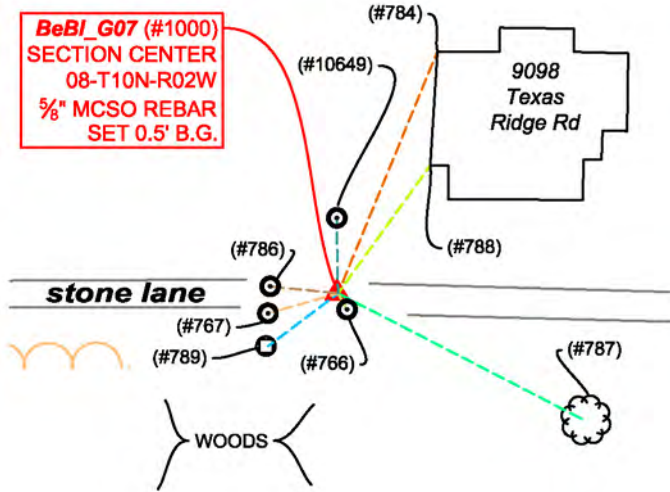 BeBl_G07 (#1000)
SECTION CENTER
08-T10N-R02W
⅝" MCSO REBAR
SET 0.5' B.G.
(#784)
(#10649)
9098
Texas
Ridge Rd
(#786)
(#788)
stone lane
(#767)
(#789)
(#766)
(#787)
WOODS